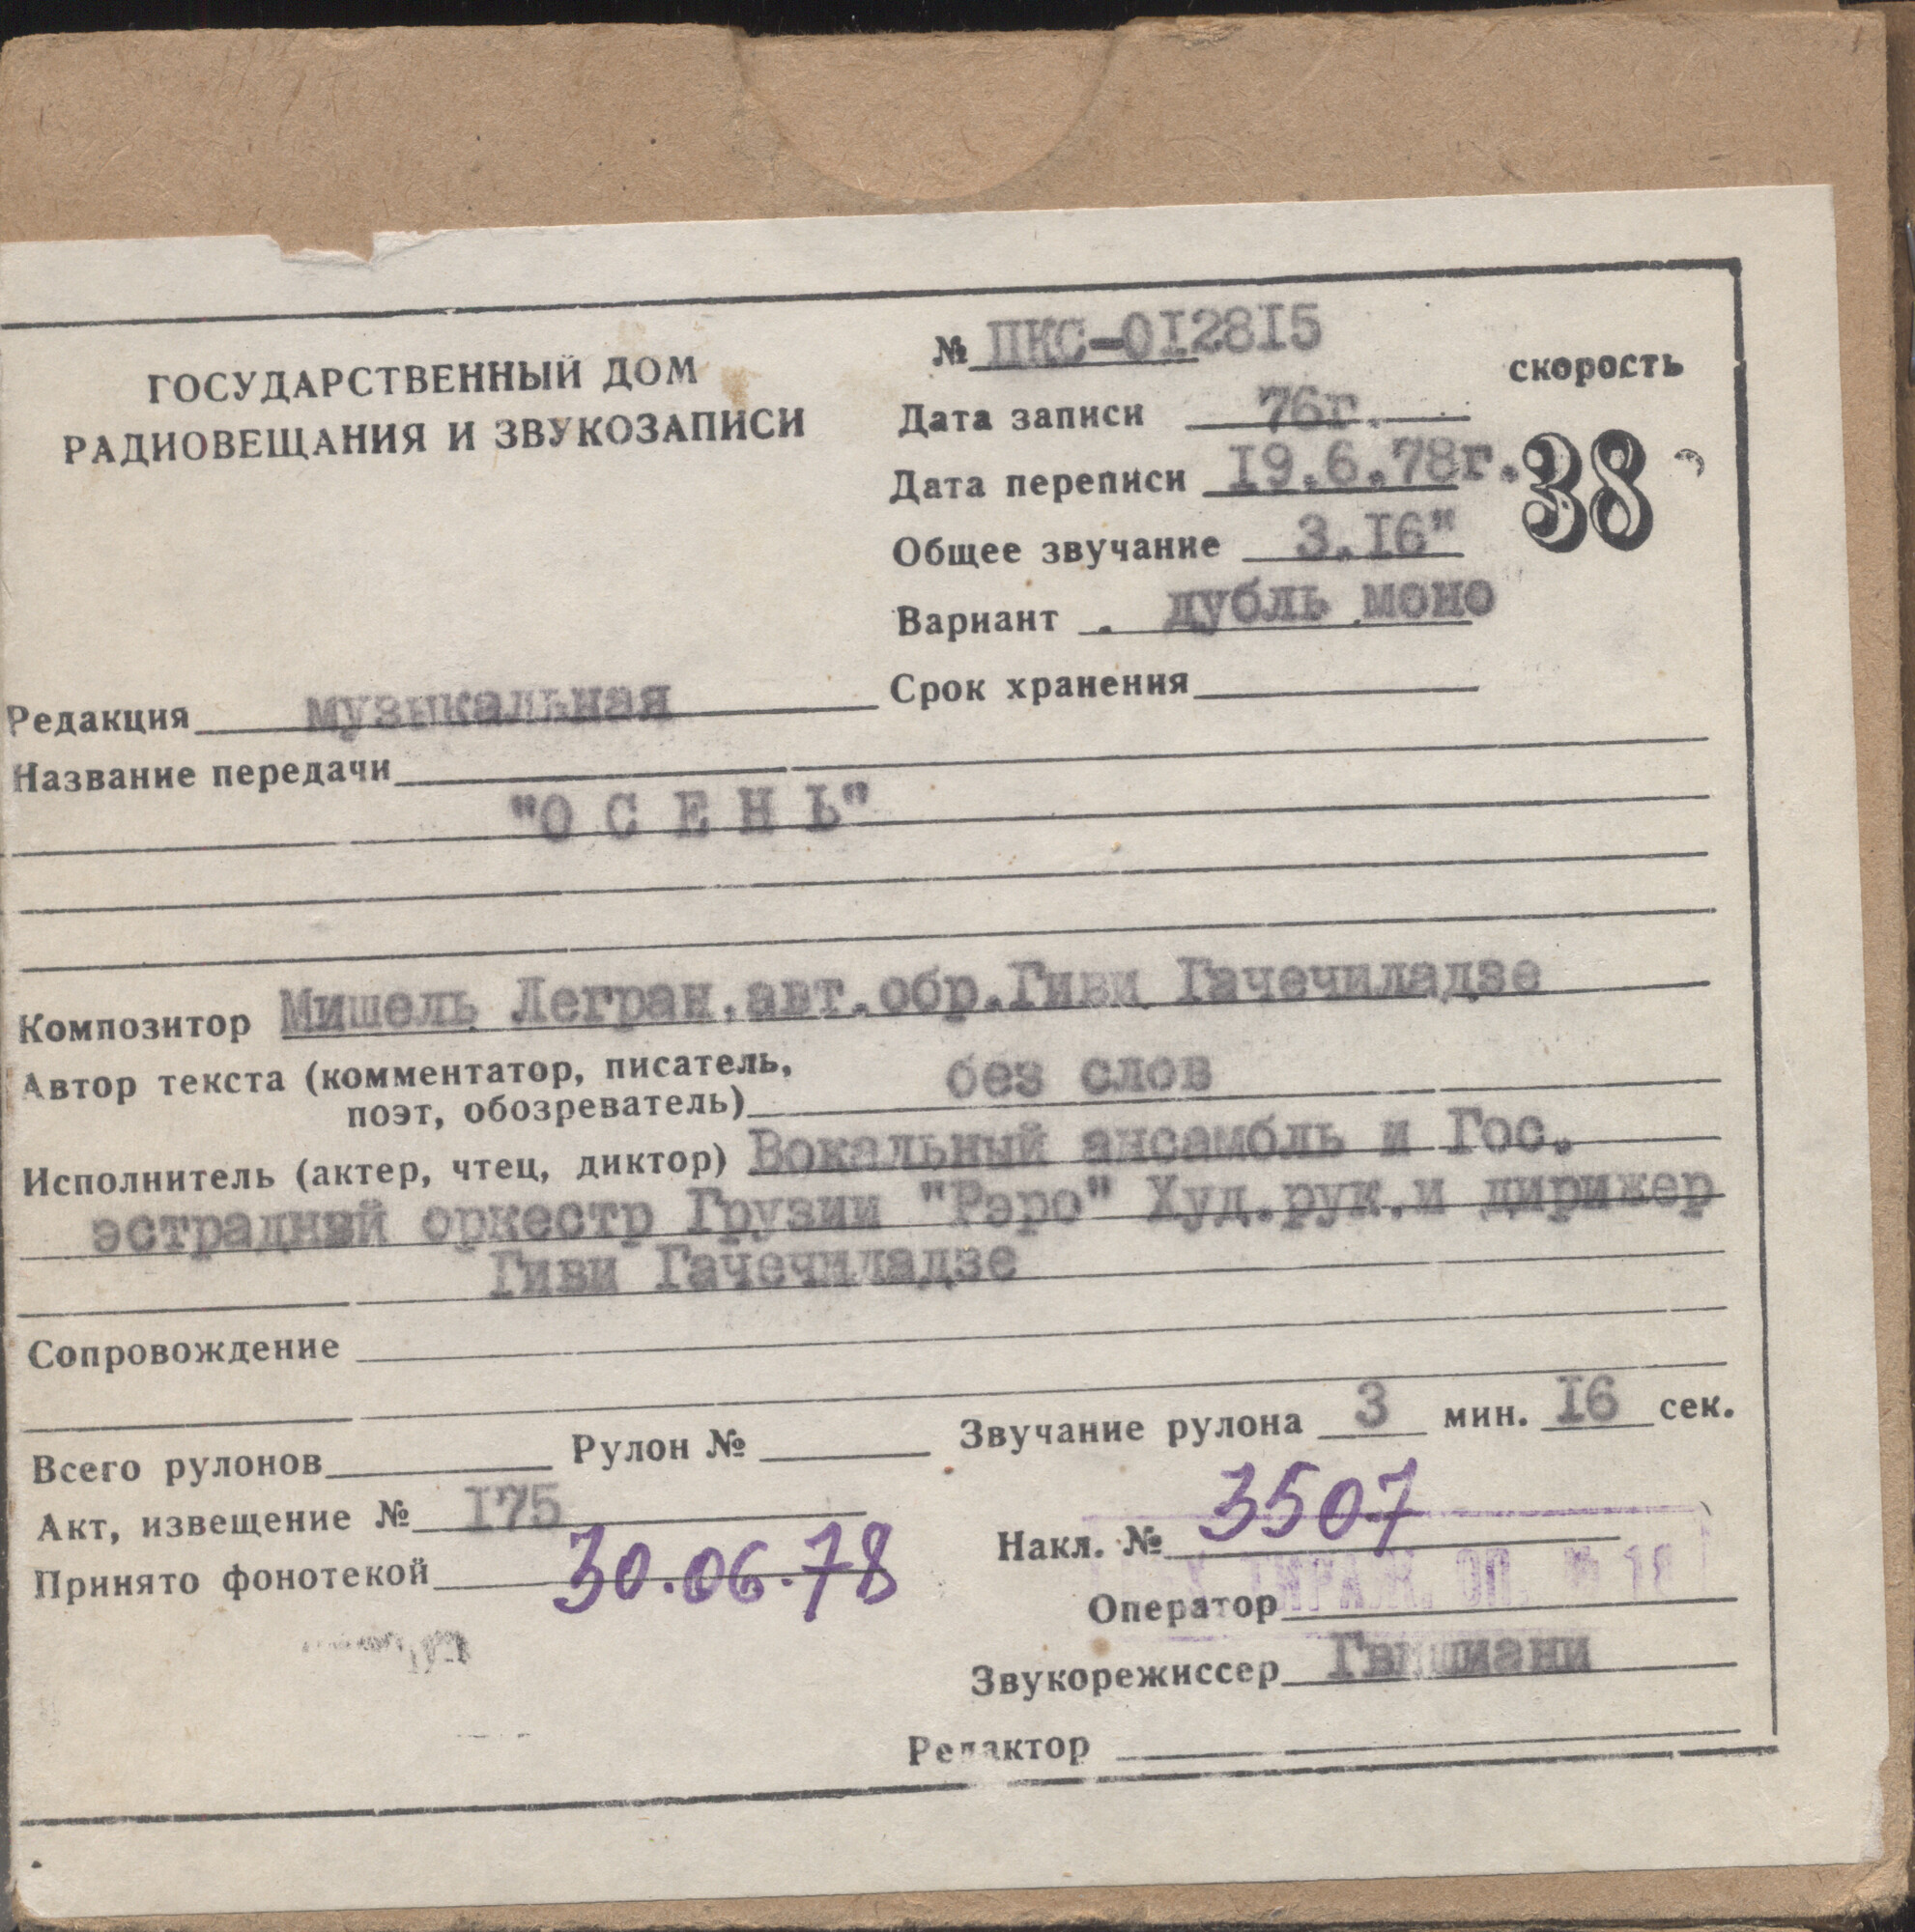 № ПКС-012815
ГОСУДАРСТВЕННЫЙ ДОМ
РАДИОВЕЩАНИЯ И ЗВУКОЗАПИСИ
скорость
38
Дата записи 76г.
Дата переписи 19.6.78г.
Общее звучание 3.16"
Вариант дубль моно
Срок хранения
Редакция музыкальная
Название передачи
"О С Е Н Ь"
Композитор Мишель Легран,авт.обр.Гиви Гачечиладзе
Автор текста (комментатор, писатель,
поэт, обозреватель) без слов
Исполнитель (актер, чтец, диктор) Вокальный ансамбль и Гос.
эстрадный оркестр Грузии "Рэро" Худ.рук.и дирижер
Гиви Гачечиладзе
Сопровождение
Всего рулонов Рулон № Звучание рулона 3 мин. 16 сек.
Акт, извещение № 175
Накл. № 3507
Принято фонотекой 30.06.78
ТИРАЖ. ОП. № 18
Оператор
Звукорежиссер Гвишиани
Редактор